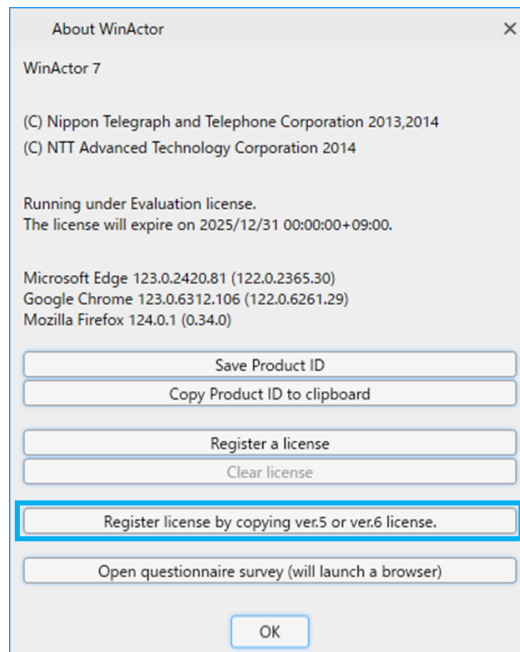 About WinActor
WinActor 7
(C) Nippon Telegraph and Telephone Corporation 2013,2014
(C) NTT Advanced Technology Corporation 2014
Running under Evaluation license.
The license will expire on 2025/12/31 00:00:00+09:00.
Microsoft Edge 123.0.2420.81 (122.0.2365.30)
Google Chrome 123.0.6312.106 (122.0.6261.29)
Mozilla Firefox 124.0.1 (0.34.0)
Save Product ID
Copy Product ID to clipboard
Register a license
Clear license
Register license by copying ver.5 or ver.6 license.
Open questionnaire survey (will launch a browser)
OK